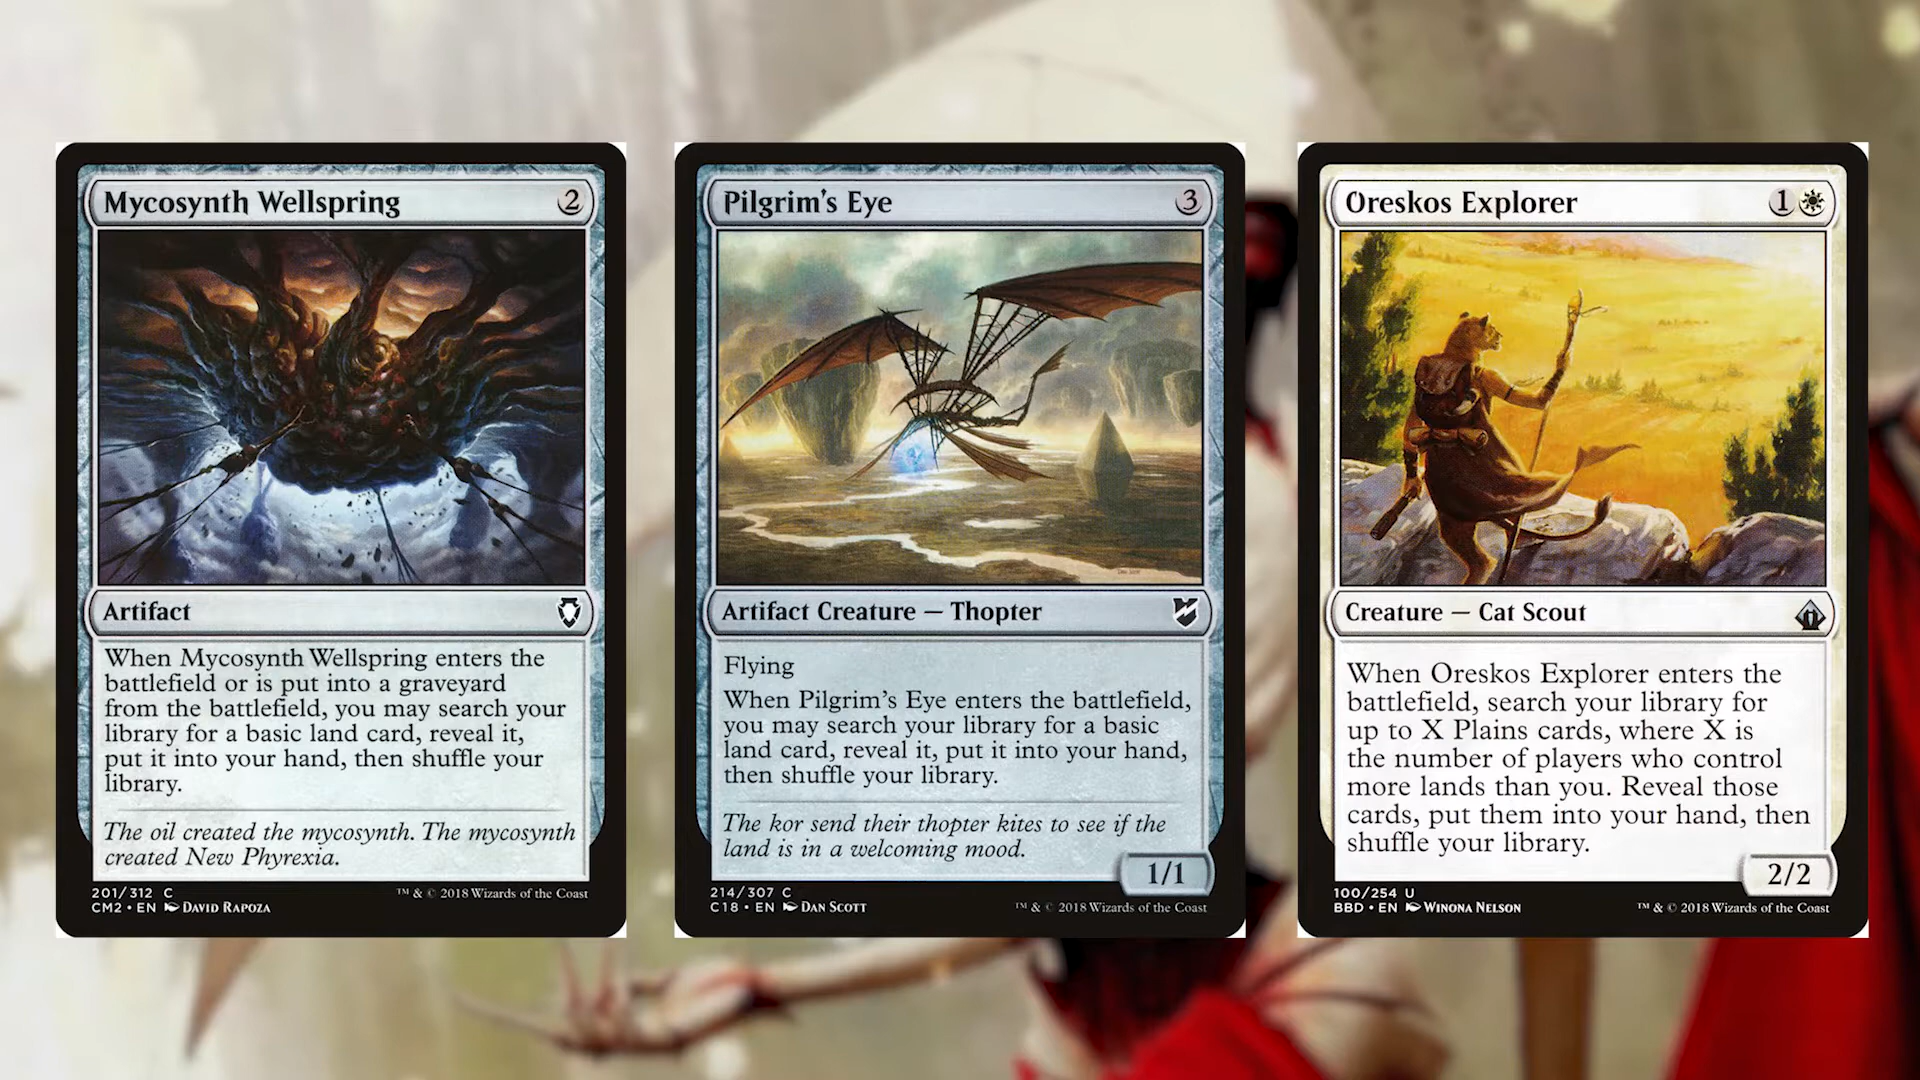 Mycosynth Wellspring 2
Artifact
When Mycosynth Wellspring enters the
battlefield or is put into a graveyard
from the battlefield, you may search your
library for a basic land card, reveal it,
put it into your hand, then shuffle your
library.
The oil created the mycosynth. The mycosynth
created New Phyrexia.
201/312 C
CM2 • EN DAVID RAPOZA
™ & © 2018 Wizards of the Coast
Pilgrim's Eye 3
Artifact Creature — Thopter
Flying
When Pilgrim's Eye enters the battlefield,
you may search your library for a basic
land card, reveal it, put it into your hand,
then shuffle your library.
The kor send their thopter kites to see if the
land is in a welcoming mood.
1/1
214/307 C
C18 • EN DAN SCOTT
™ & © 2018 Wizards of the Coast
Oreskos Explorer 1
Creature — Cat Scout
When Oreskos Explorer enters the
battlefield, search your library for
up to X Plains cards, where X is
the number of players who control
more lands than you. Reveal those
cards, put them into your hand, then
shuffle your library.
2/2
100/254 U
BBD • EN WINONA NELSON
™ & © 2018 Wizards of the Coast